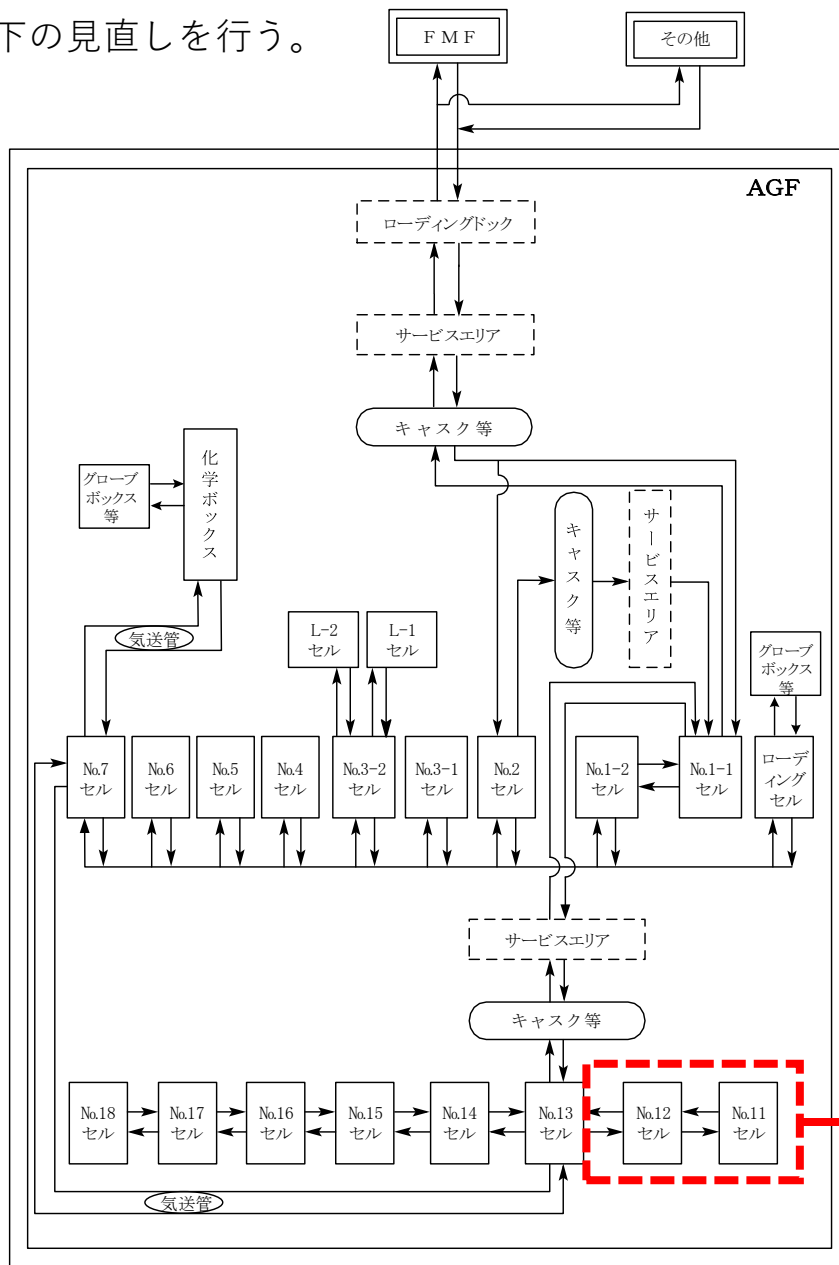 下の見直しを行う。
ＦＭＦ
その他
AGF
ローディングドック
サービスエリア
キャスク等
グローブ
ボックス
等
化学ボックス
キャスク等
サービスエリア
気送管
L-2
セル
L-1
セル
グローブ
ボックス等
No.7
セル
No.6
セル
No.5
セル
No.4
セル
No.3-2
セル
No.3-1
セル
No.2
セル
No.1-2
セル
No.1-1
セル
ローデ
ィング
セル
サービスエリア
キャスク等
No.18
セル
No.17
セル
No.16
セル
No.15
セル
No.14
セル
No.13
セル
No.12
セル
No.11
セル
気送管